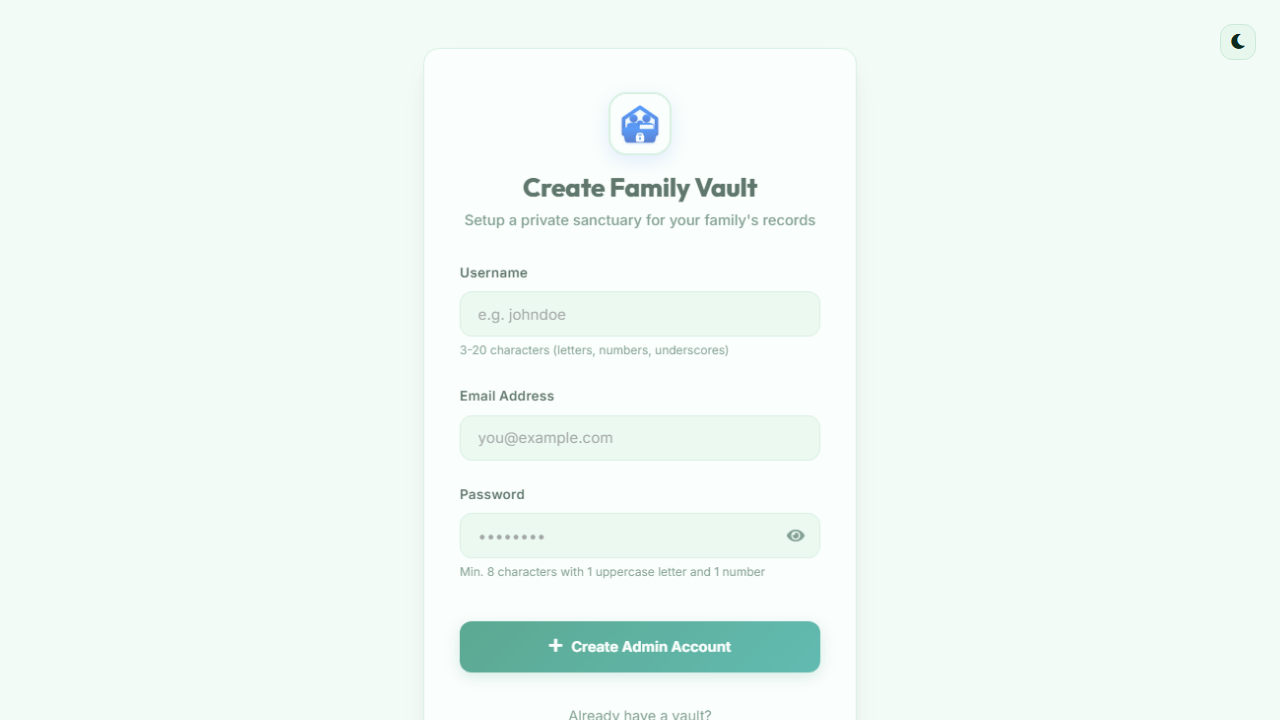 Create Family Vault
Setup a private sanctuary for your family's records
Username
e.g. johndoe
3-20 characters (letters, numbers, underscores)
Email Address
you@example.com
Password
••••••••
Min. 8 characters with 1 uppercase letter and 1 number
Create Admin Account
Already have a vault?